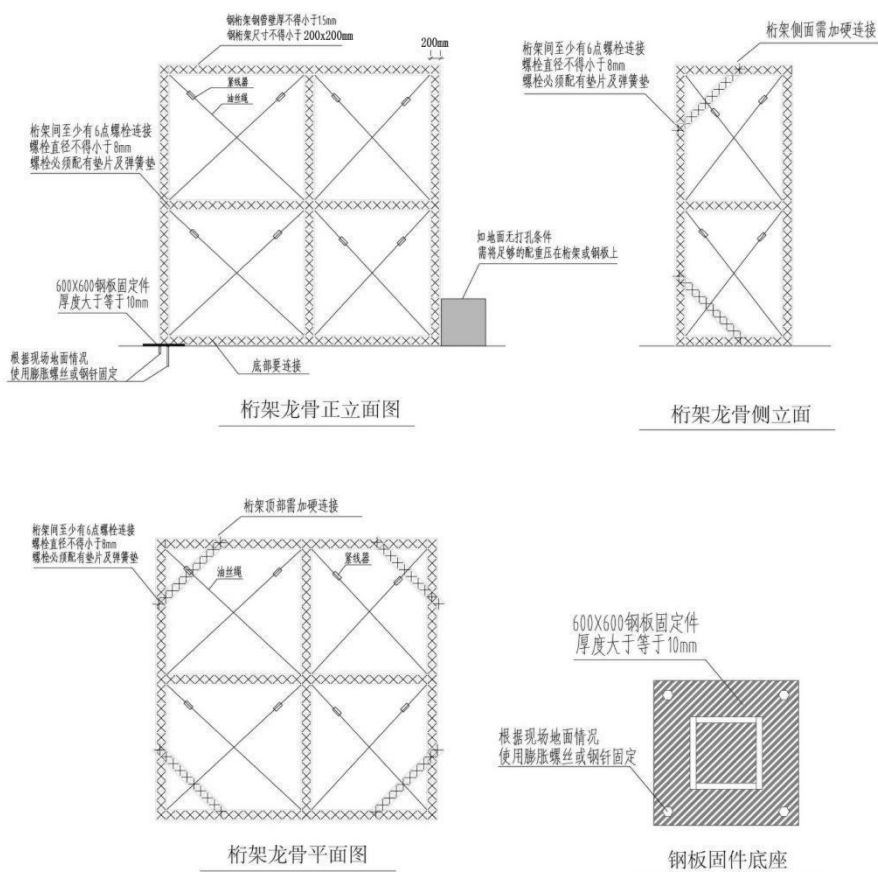 钢桁架钢管壁厚不得小于15mm
钢桁架尺寸不得小于200x200mm
200mm
紧线器
油丝绳
桁架间至少有6点螺栓连接
螺栓直径不得小于8mm
螺栓必须配有垫片及弹簧垫
如地面无打孔条件
需将足够的配重压在桁架或钢板上
600X600钢板固定件
厚度大于等于10mm
根据现场地面情况
使用膨胀螺丝或钢钎固定
底部要连接
桁架龙骨正立面图
桁架侧面需加硬连接
桁架间至少有6点螺栓连接
螺栓直径不得小于8mm
螺栓必须配有垫片及弹簧垫
桁架龙骨侧立面
桁架顶部需加硬连接
桁架间至少有6点螺栓连接
螺栓直径不得小于8mm
螺栓必须配有垫片及弹簧垫
油丝绳
紧线器
桁架龙骨平面图
600X600钢板固定件
厚度大于等于10mm
根据现场地面情况
使用膨胀螺丝或钢钎固定
钢板固件底座